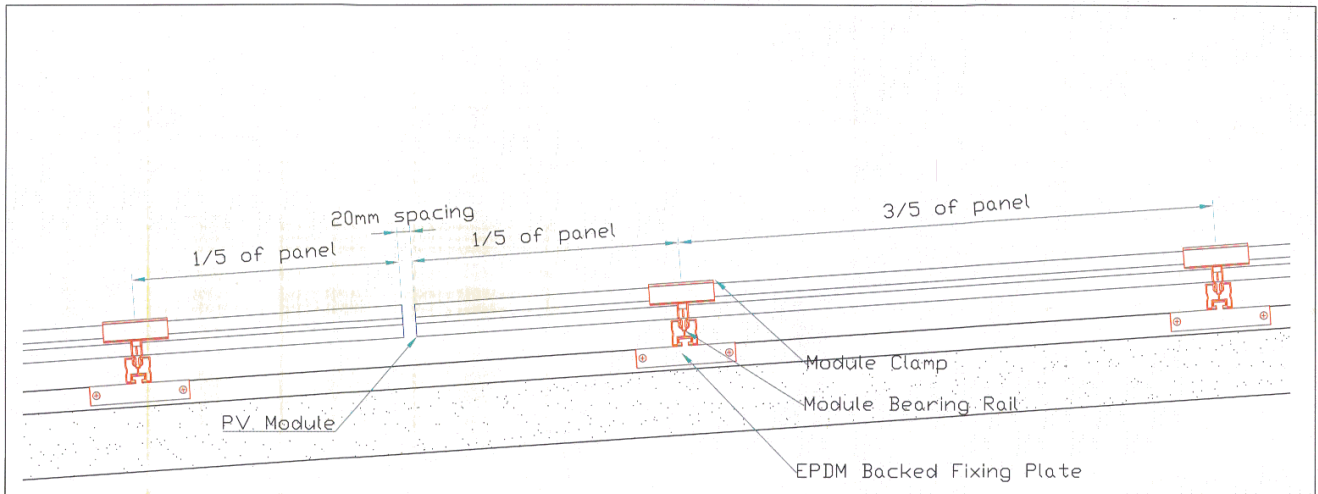 3/5 of panel
20mm spacing
1/5 of panel
1/5 of panel
Module Clamp
Module Bearing Rail
PV Module
EPDM Backed Fixing Plate